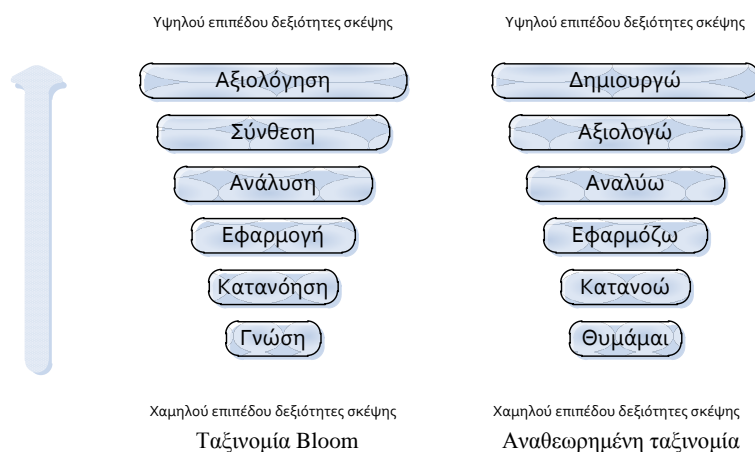 Υψηλού επιπέδου δεξιότητες σκέψης
Αξιολόγηση
Σύνθεση
Ανάλυση
Εφαρμογή
Κατανόηση
Γνώση
Χαμηλού επιπέδου δεξιότητες σκέψης
Ταξινομία Bloom
Υψηλού επιπέδου δεξιότητες σκέψης
Δημιουργώ
Αξιολογώ
Αναλύω
Εφαρμόζω
Κατανοώ
Θυμάμαι
Χαμηλού επιπέδου δεξιότητες σκέψης
Αναθεωρημένη ταξινομία